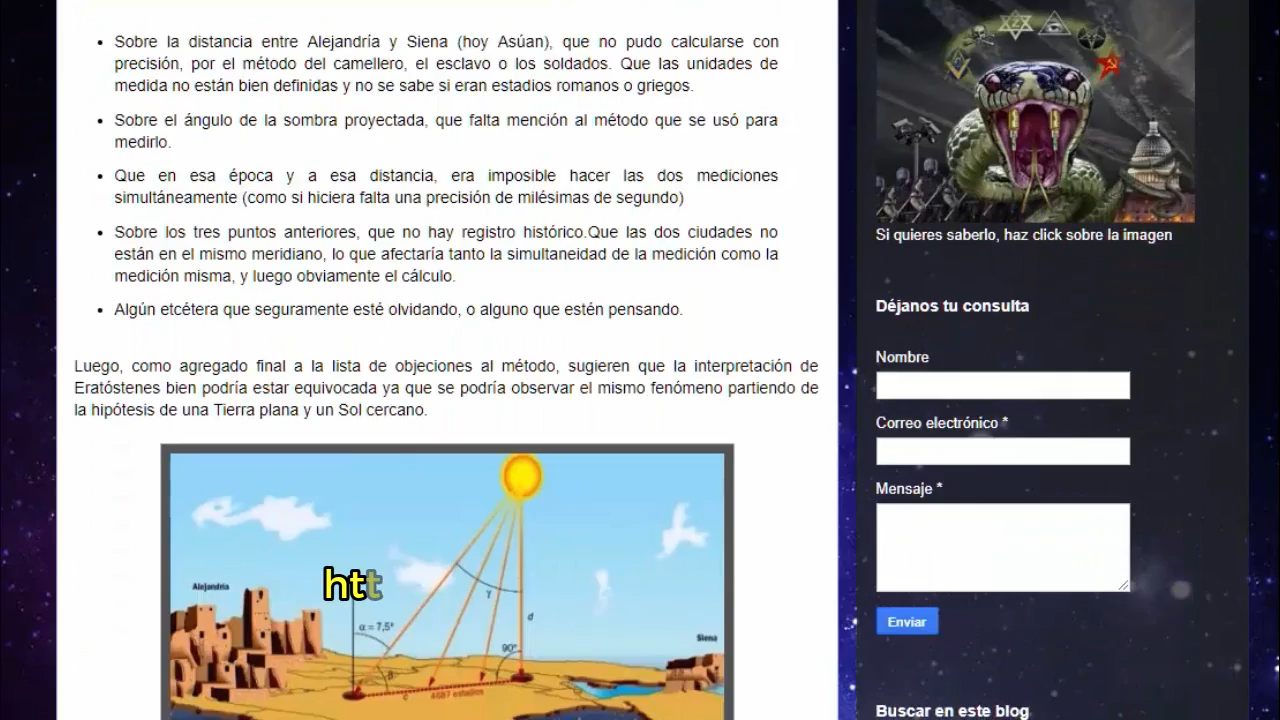 Sobre la distancia entre Alejandría y Siena (hoy Asúan), que no pudo calcularse con
precisión, por el método del camellero, el esclavo o los soldados. Que las unidades de
medida no están bien definidas y no se sabe si eran estadios romanos o griegos.
Sobre el ángulo de la sombra proyectada, que falta mención al método que se usó para
medirlo.
Que en esa época y a esa distancia, era imposible hacer las dos mediciones
simultáneamente (como si hiciera falta una precisión de milésimas de segundo)
Sobre los tres puntos anteriores, que no hay registro histórico.Que las dos ciudades no
están en el mismo meridiano, lo que afectaría tanto la simultaneidad de la medición como la
medición misma, y luego obviamente el cálculo.
Algún etcétera que seguramente esté olvidando, o alguno que estén pensando.
Luego, como agregado final a la lista de objeciones al método, sugieren que la interpretación de
Eratóstenes bien podría estar equivocada ya que se podría observar el mismo fenómeno partiendo de
la hipótesis de una Tierra plana y un Sol cercano.
Alejandría
htt
α = 7,5°
γ
d
90°
Siena
β
c
4587 estadios
Si quieres saberlo, haz click sobre la imagen
Déjanos tu consulta
Nombre
Correo electrónico *
Mensaje *
Enviar
Buscar en este blog